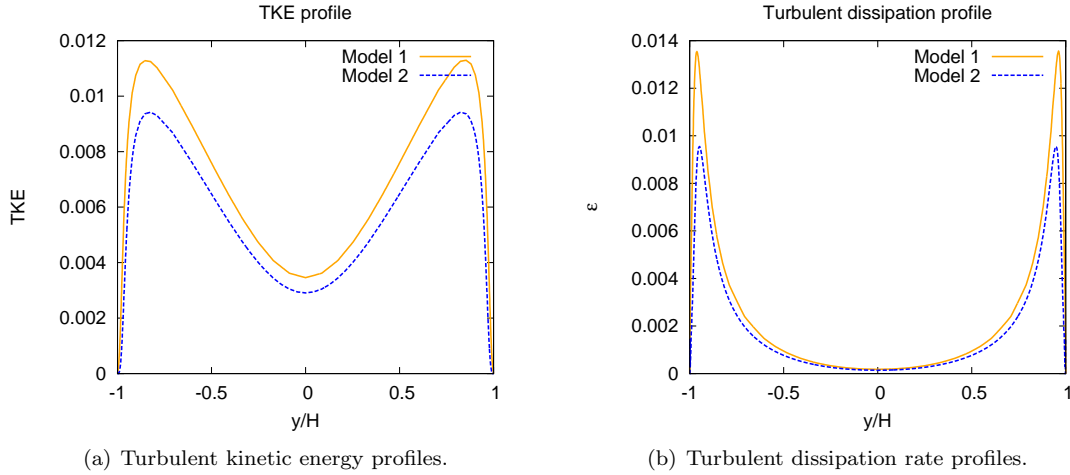 TKE profile
0.012
0.01
0.008
0.006
0.004
0.002
0
TKE
Model 1
Model 2
-1
-0.5
0
0.5
1
y/H
(a) Turbulent kinetic energy profiles.
Turbulent dissipation rate profile
0.014
0.012
0.01
0.008
0.006
0.004
0.002
0
ε
Model 1
Model 2
-1
-0.5
0
0.5
1
y/H
(b) Turbulent dissipation rate profiles.